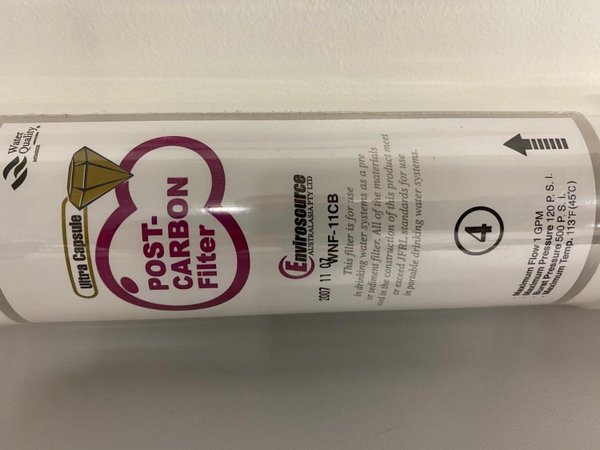 Water
Quality
Ultra Capsule
POST-
CARBON
Filter
Envirosource
AUSTRALASIA PTY LTD
WNF-11CB
2007 11 01
This filter is for use
in drinking water systems as a pre
or sediment filter. All of the materials
used in the construction of this product meet
or exceed JFRL standards for use
in portable drinking water systems.
4
Maximum Flow 1 GPM
Maximum Pressure 120 P. S. I.
Burst Pressure 500 P. S. I.
Maximum Temp. 113°F (45°C)